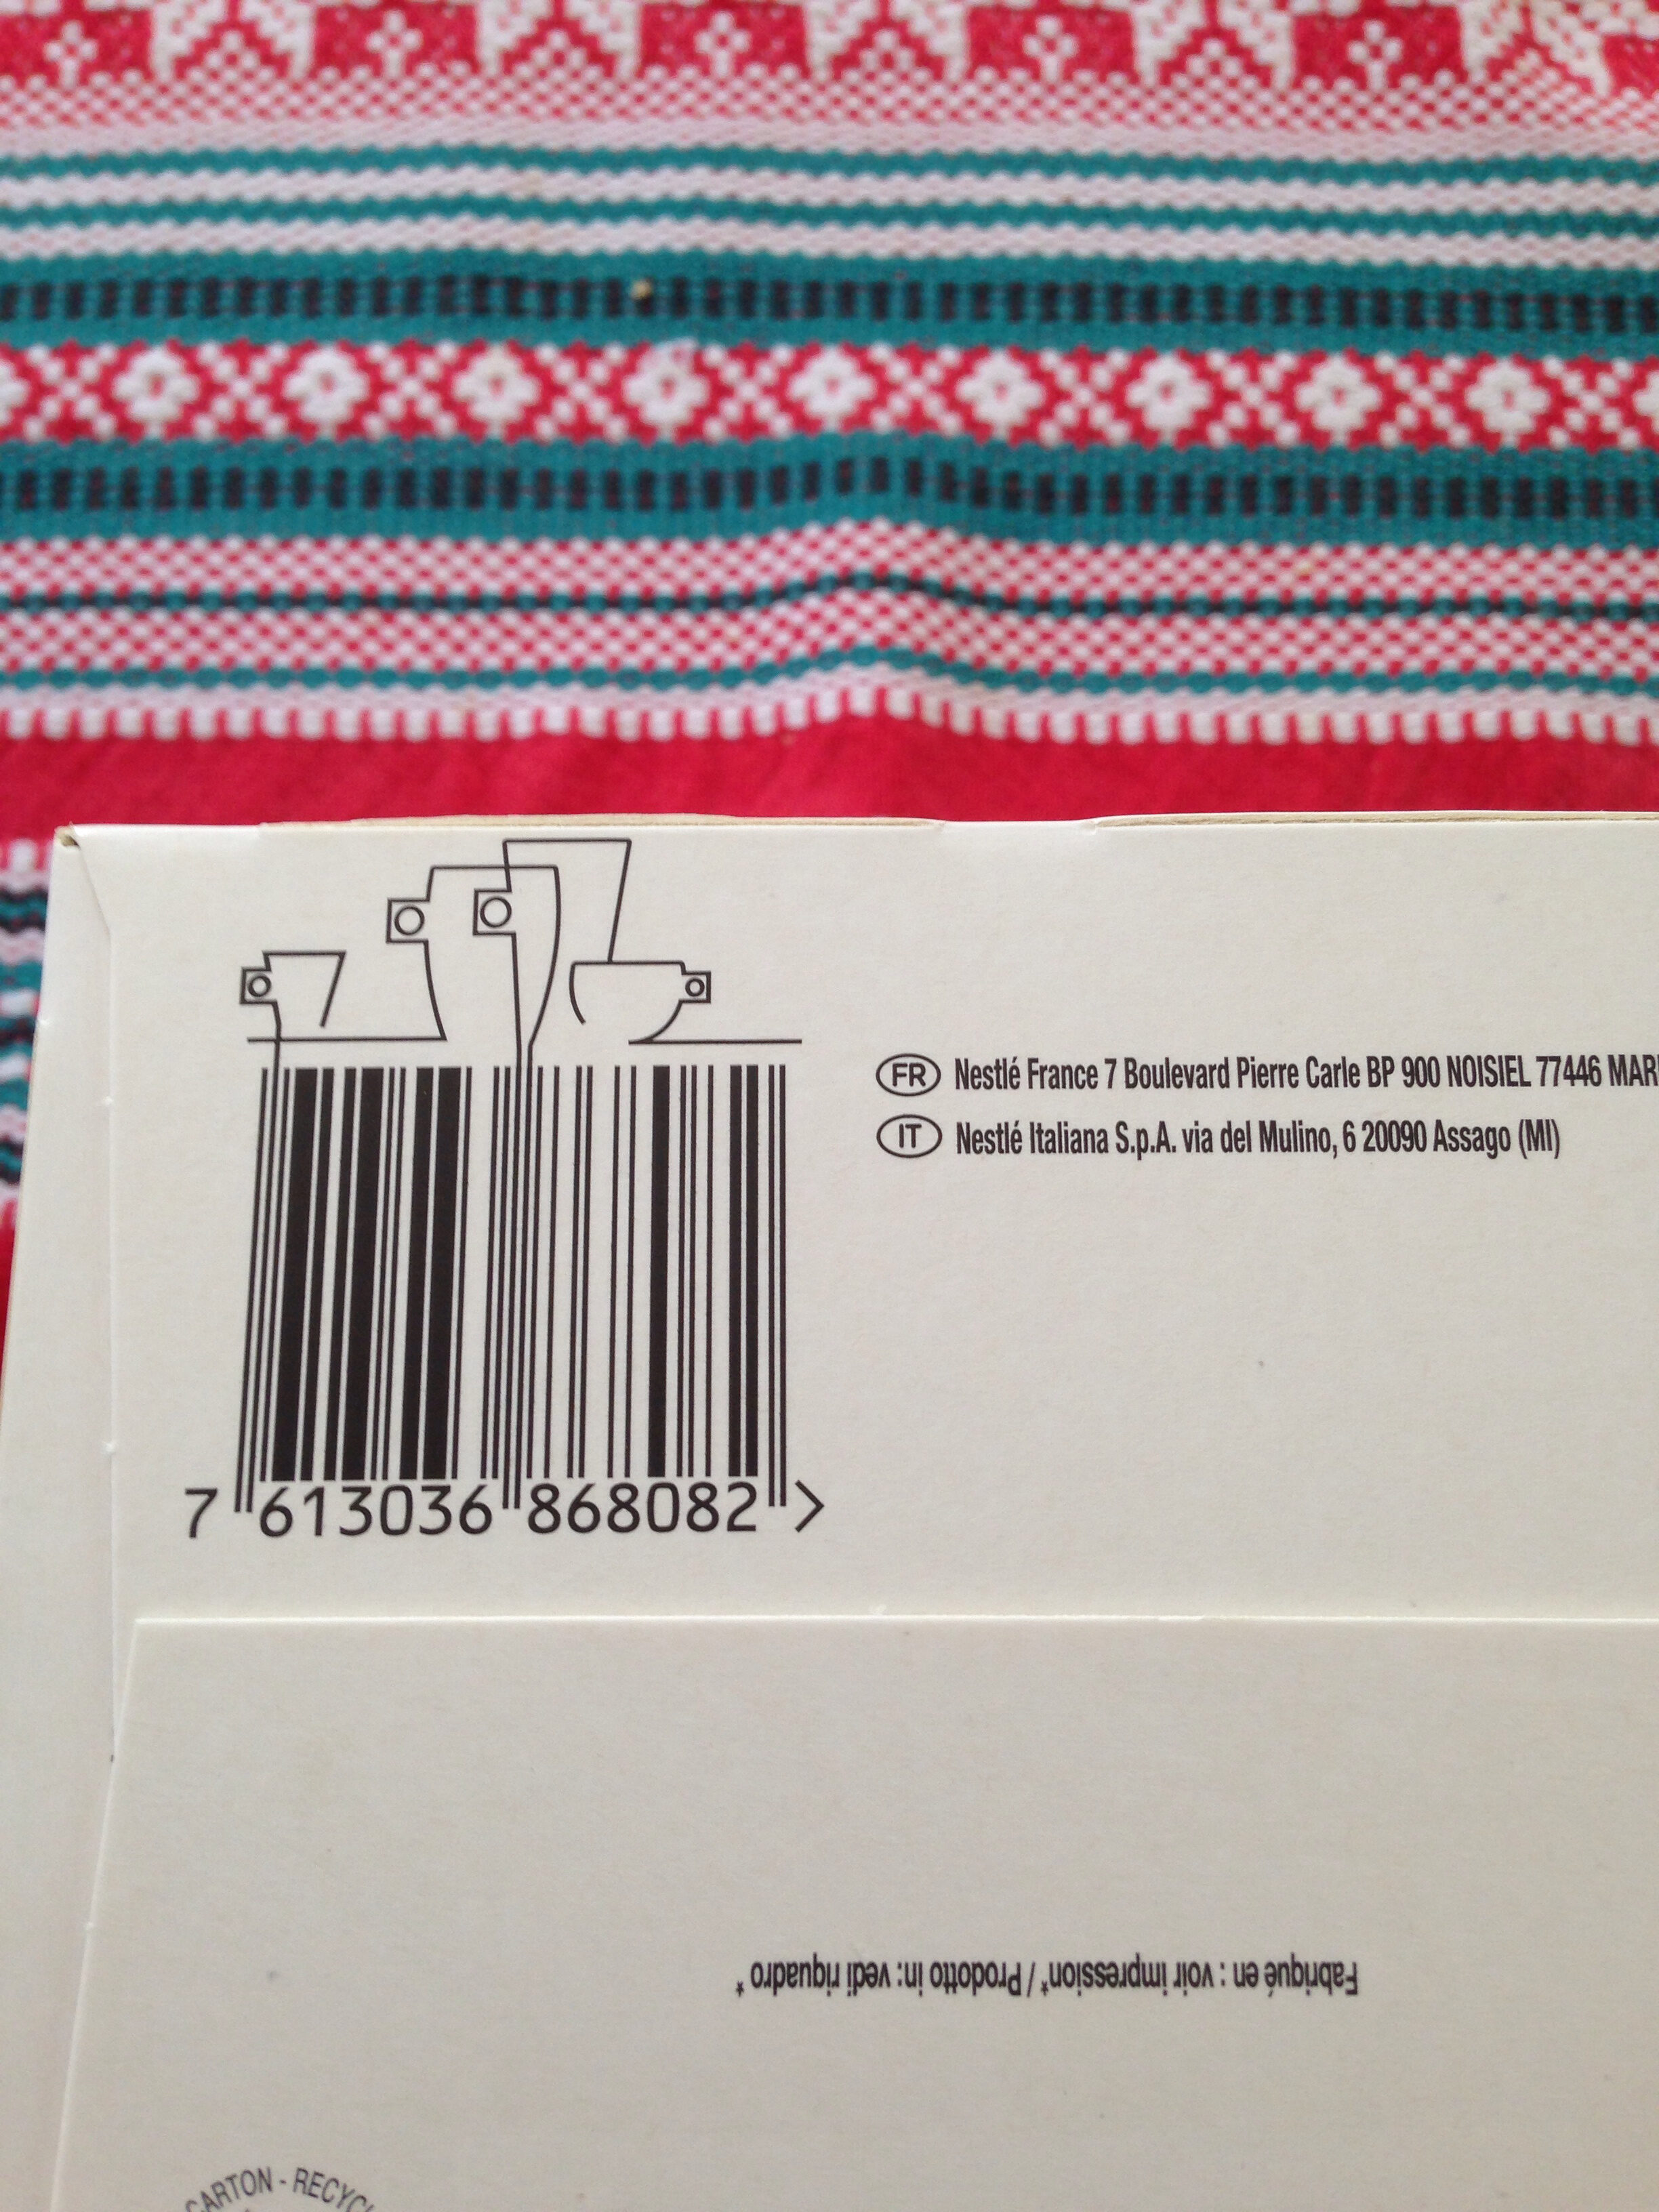 FR Nestlé France 7 Boulevard Pierre Carle BP 900 NOISIEL 77446
IT Nestlé Italiana S.p.A. via del Mulino, 6 20090 Assago (MI)
7 613036 868082 >
Fabriqué en : voir impression* / Prodotto in: vedi riquadro *
CARTON -